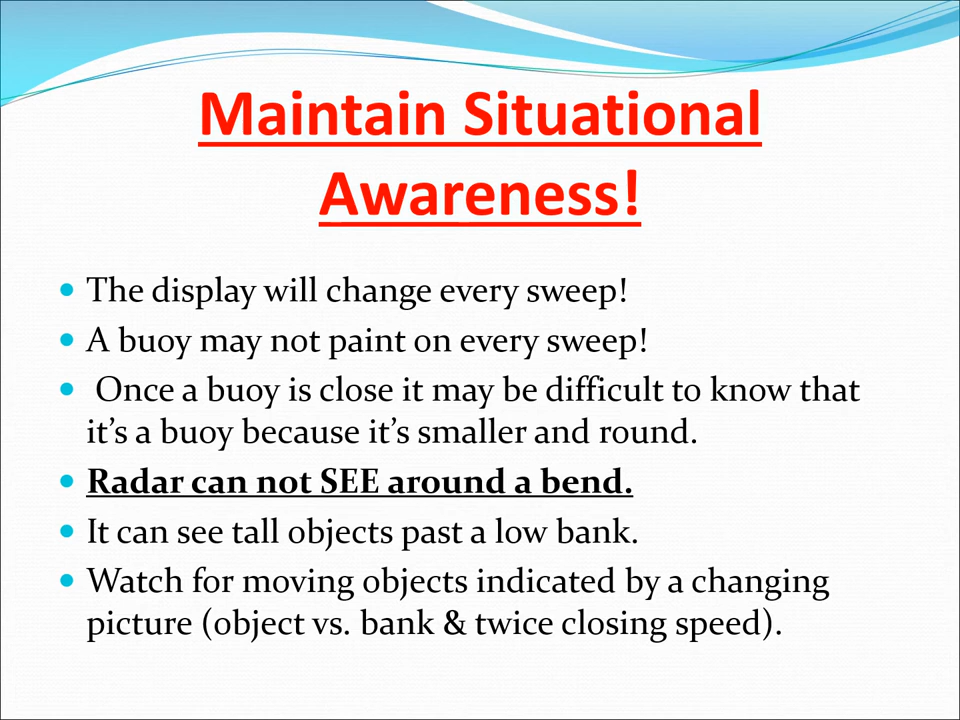 Maintain Situational
Awareness!
• The display will change every sweep!
• A buoy may not paint on every sweep!
• Once a buoy is close it may be difficult to know that
it’s a buoy because it’s smaller and round.
• Radar can not SEE around a bend.
• It can see tall objects past a low bank.
• Watch for moving objects indicated by a changing
picture (object vs. bank & twice closing speed).